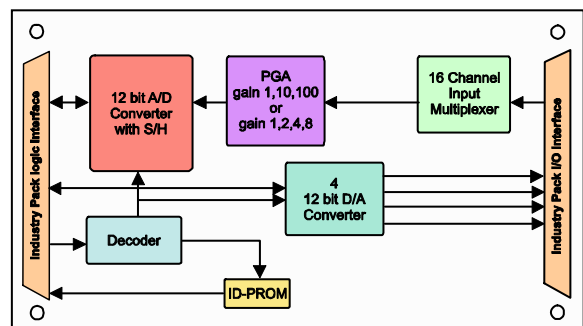 Industry Pack logic Interface
12 bit A/D
Converter
with S/H
PGA
gain 1,10,100
or
gain 1,2,4,8
16 Channel
Input
Multiplexer
Industry Pack I/O Interface
4
12 bit D/A
Converter
Decoder
ID-PROM